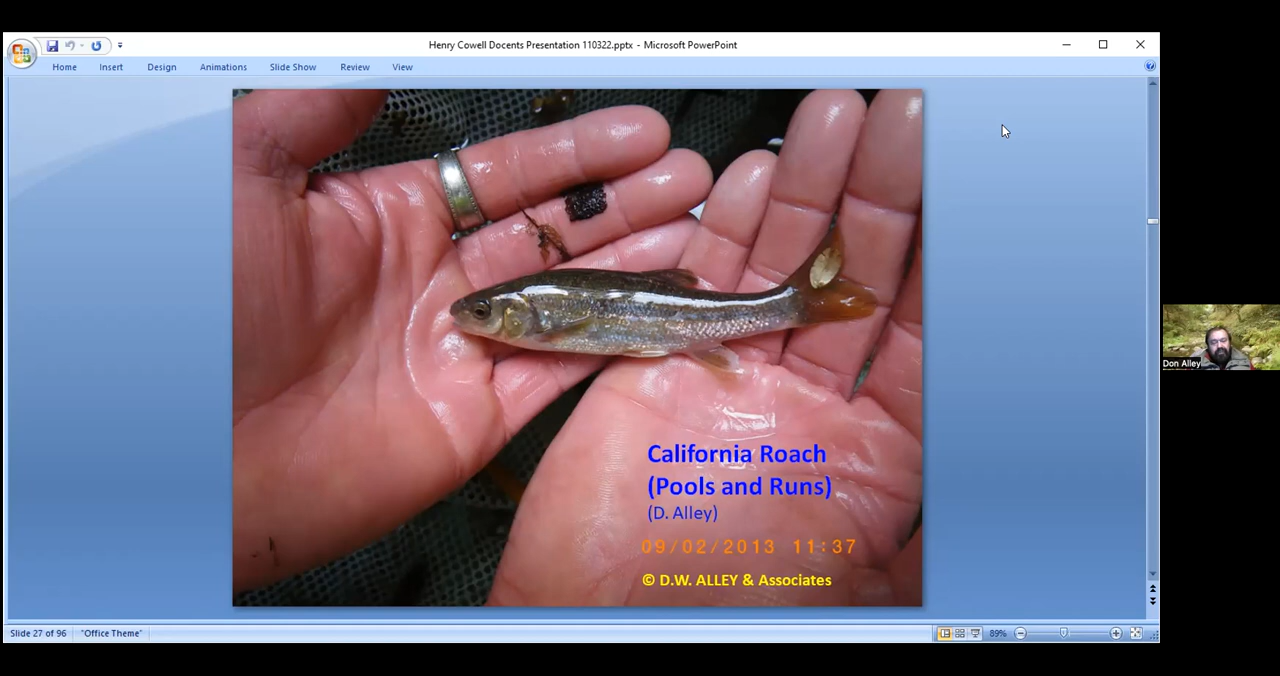 Henry Cowell Docents Presentation 110322.pptx - Microsoft PowerPoint
Home Insert Design Animations Slide Show Review View
California Roach
(Pools and Runs)
(D. Alley)
09/02/2013 11:37
© D.W. ALLEY & Associates
Don Alley
Slide 27 of 96 "Office Theme" 89%